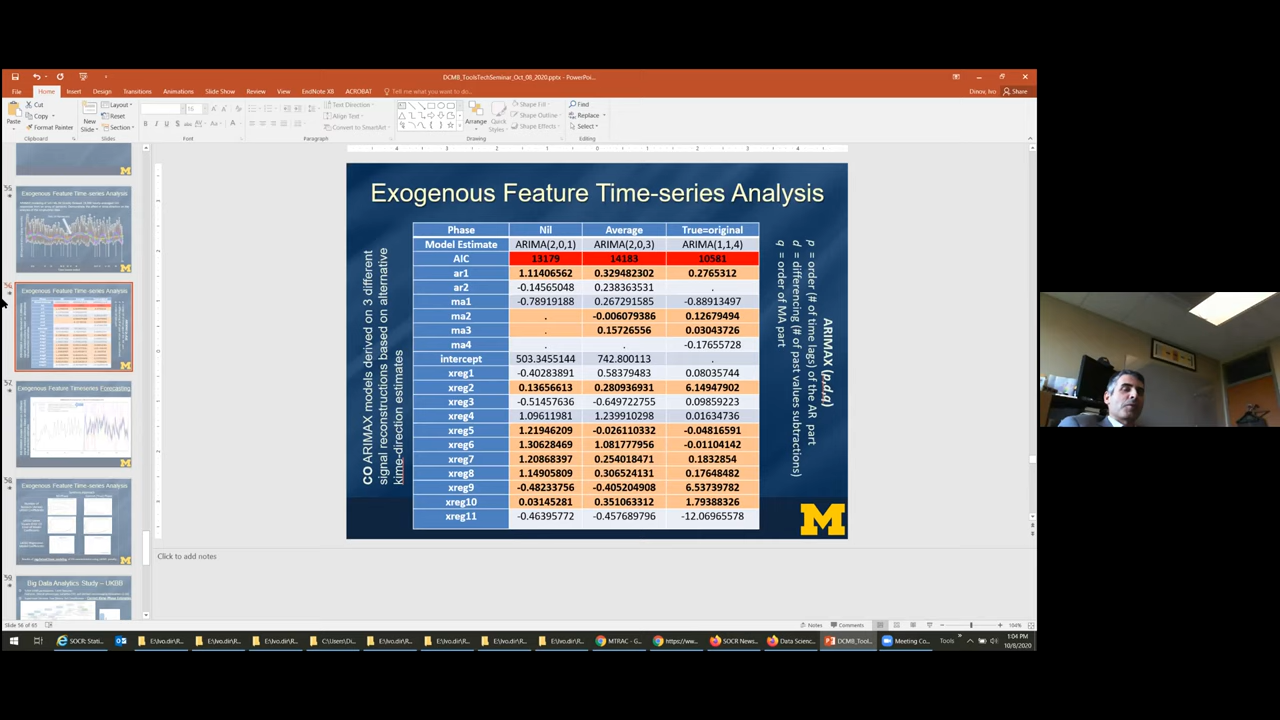 DCMB_ToolsTechSeminar_Oct_08_2020.pptx - PowerPoi...
Dinov, Ivo
Share
File Home Insert Design Transitions Animations Slide Show Review View EndNote X8 ACROBAT Tell me what you want to do...
Paste
Cut
Copy
Format Painter
Clipboard
New
Slide
Layout
Reset
Section
Slides
Font
Text Direction
Align Text
Convert to SmartArt
Paragraph
Arrange
Quick
Styles
Shape Fill
Shape Outline
Shape Effects
Drawing
Find
Replace
Select
Editing
Exogenous Feature Time-series Analysis
Exogenous Feature Time-series Analysis
Exogenous Feature Timeseries Forecasting
Big Data Analytics Study – UKBB
Exogenous Feature Time-series Analysis
CO ARIMAX models derived on 3 different
signal reconstructions based on alternative
kime-direction estimates
Phase Nil Average True=original
Model Estimate ARIMA(2,0,1) ARIMA(2,0,3) ARIMA(1,1,4)
AIC 13179 14183 10581
ar1 1.11406562 0.329482302 0.2765312
ar2 -0.14565048 0.238363531 .
ma1 -0.78919188 0.267291585 -0.88913497
ma2 . -0.006079386 0.12679494
ma3 . 0.15726556 0.03043726
ma4 . . -0.17655728
intercept 503.3455144 742.800113 .
xreg1 -0.40283891 0.58379483 0.08035744
xreg2 0.13656613 0.280936931 6.14947902
xreg3 -0.51457636 -0.649722755 0.09859223
xreg4 1.09611981 1.239910298 0.01634736
xreg5 1.21946209 -0.026110332 -0.04816591
xreg6 1.30628469 1.081777956 -0.01104142
xreg7 1.20868397 0.254018471 0.1832854
xreg8 1.14905809 0.306524131 0.17648482
xreg9 -0.48233756 -0.405204908 6.53739782
xreg10 0.03145281 0.351063312 1.79388326
xreg11 -0.46395772 -0.457689796 -12.06965578
ARIMAX (p,d,q)
p = order (# of time lags) of the AR part
d = differencing (# of past values subtractions)
q = order of MA part
M
Click to add notes
Slide 56 of 61
Notes Comments 104%
SOCR: Stati... E:\Ivo.dir\R... E:\Ivo.dir\R... E:\Ivo.dir\R... C:\Users\Di... E:\Ivo.dir\R... E:\Ivo.dir\R... E:\Ivo.dir\R... E:\Ivo.dir\R... MTRAC - G... https://ww... SOCR News... Data Scienc... DCMB_Tool... Meeting Co... Tools
1:04 PM
10/8/2020